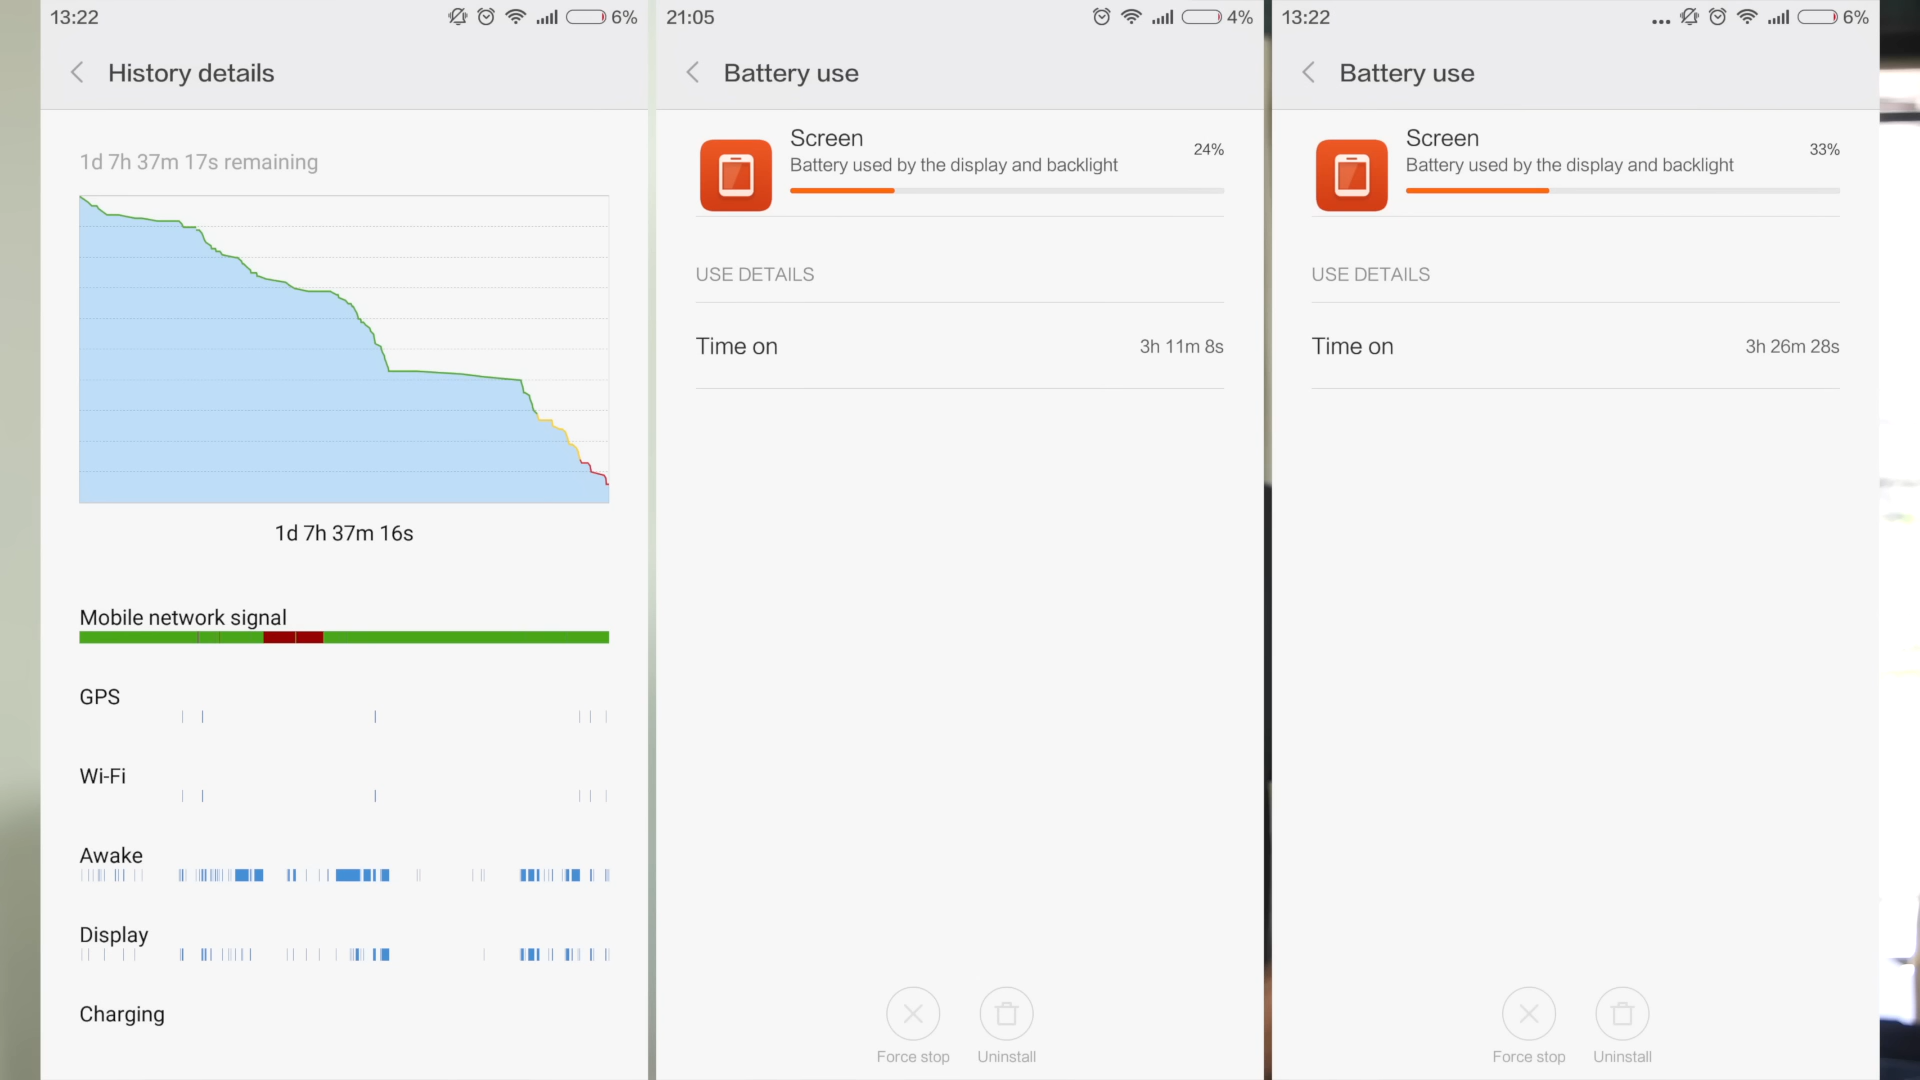 13:22
6%
History details
1d 7h 37m 17s remaining
1d 7h 37m 16s
Mobile network signal
GPS
Wi-Fi
Awake
Display
Charging
21:05
4%
Battery use
Screen
24%
Battery used by the display and backlight
USE DETAILS
Time on
3h 11m 8s
Force stop
Uninstall
13:22
6%
Battery use
Screen
33%
Battery used by the display and backlight
USE DETAILS
Time on
3h 26m 28s
Force stop
Uninstall